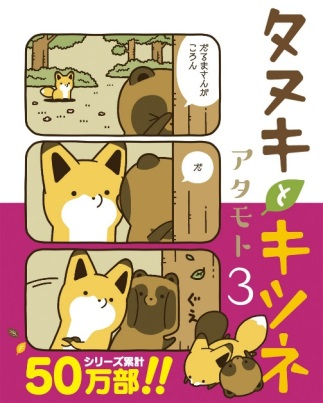 タヌキとキツネ
アタモト
3
だるまさんが
ころん
だ
ぐえ
シリーズ累計
50万部!!